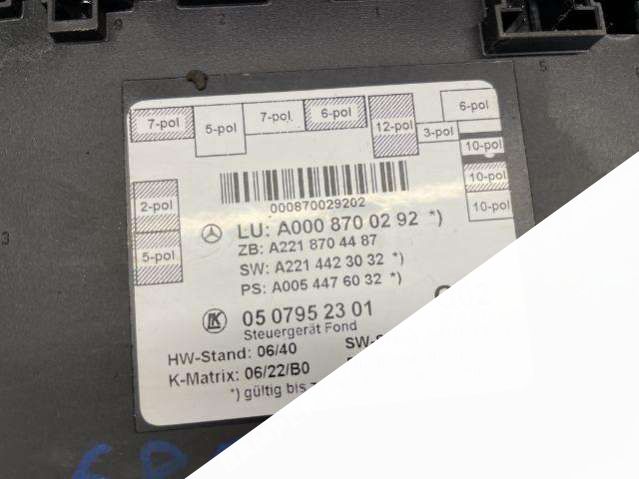 7-pol 5-pol 7-pol 6-pol 12-pol 3-pol 6-pol
10-pol
10-pol
10-pol
2-pol
5-pol
000870029202
LU: A000 870 02 92 *)
ZB: A221 870 44 87
SW: A221 442 30 32 *)
PS: A005 447 60 32 *)
05 0795 23 01
Steuergerät Fond
HW-Stand: 06/40 SW-
K-Matrix: 06/22/B0
*) gültig bis
3
5